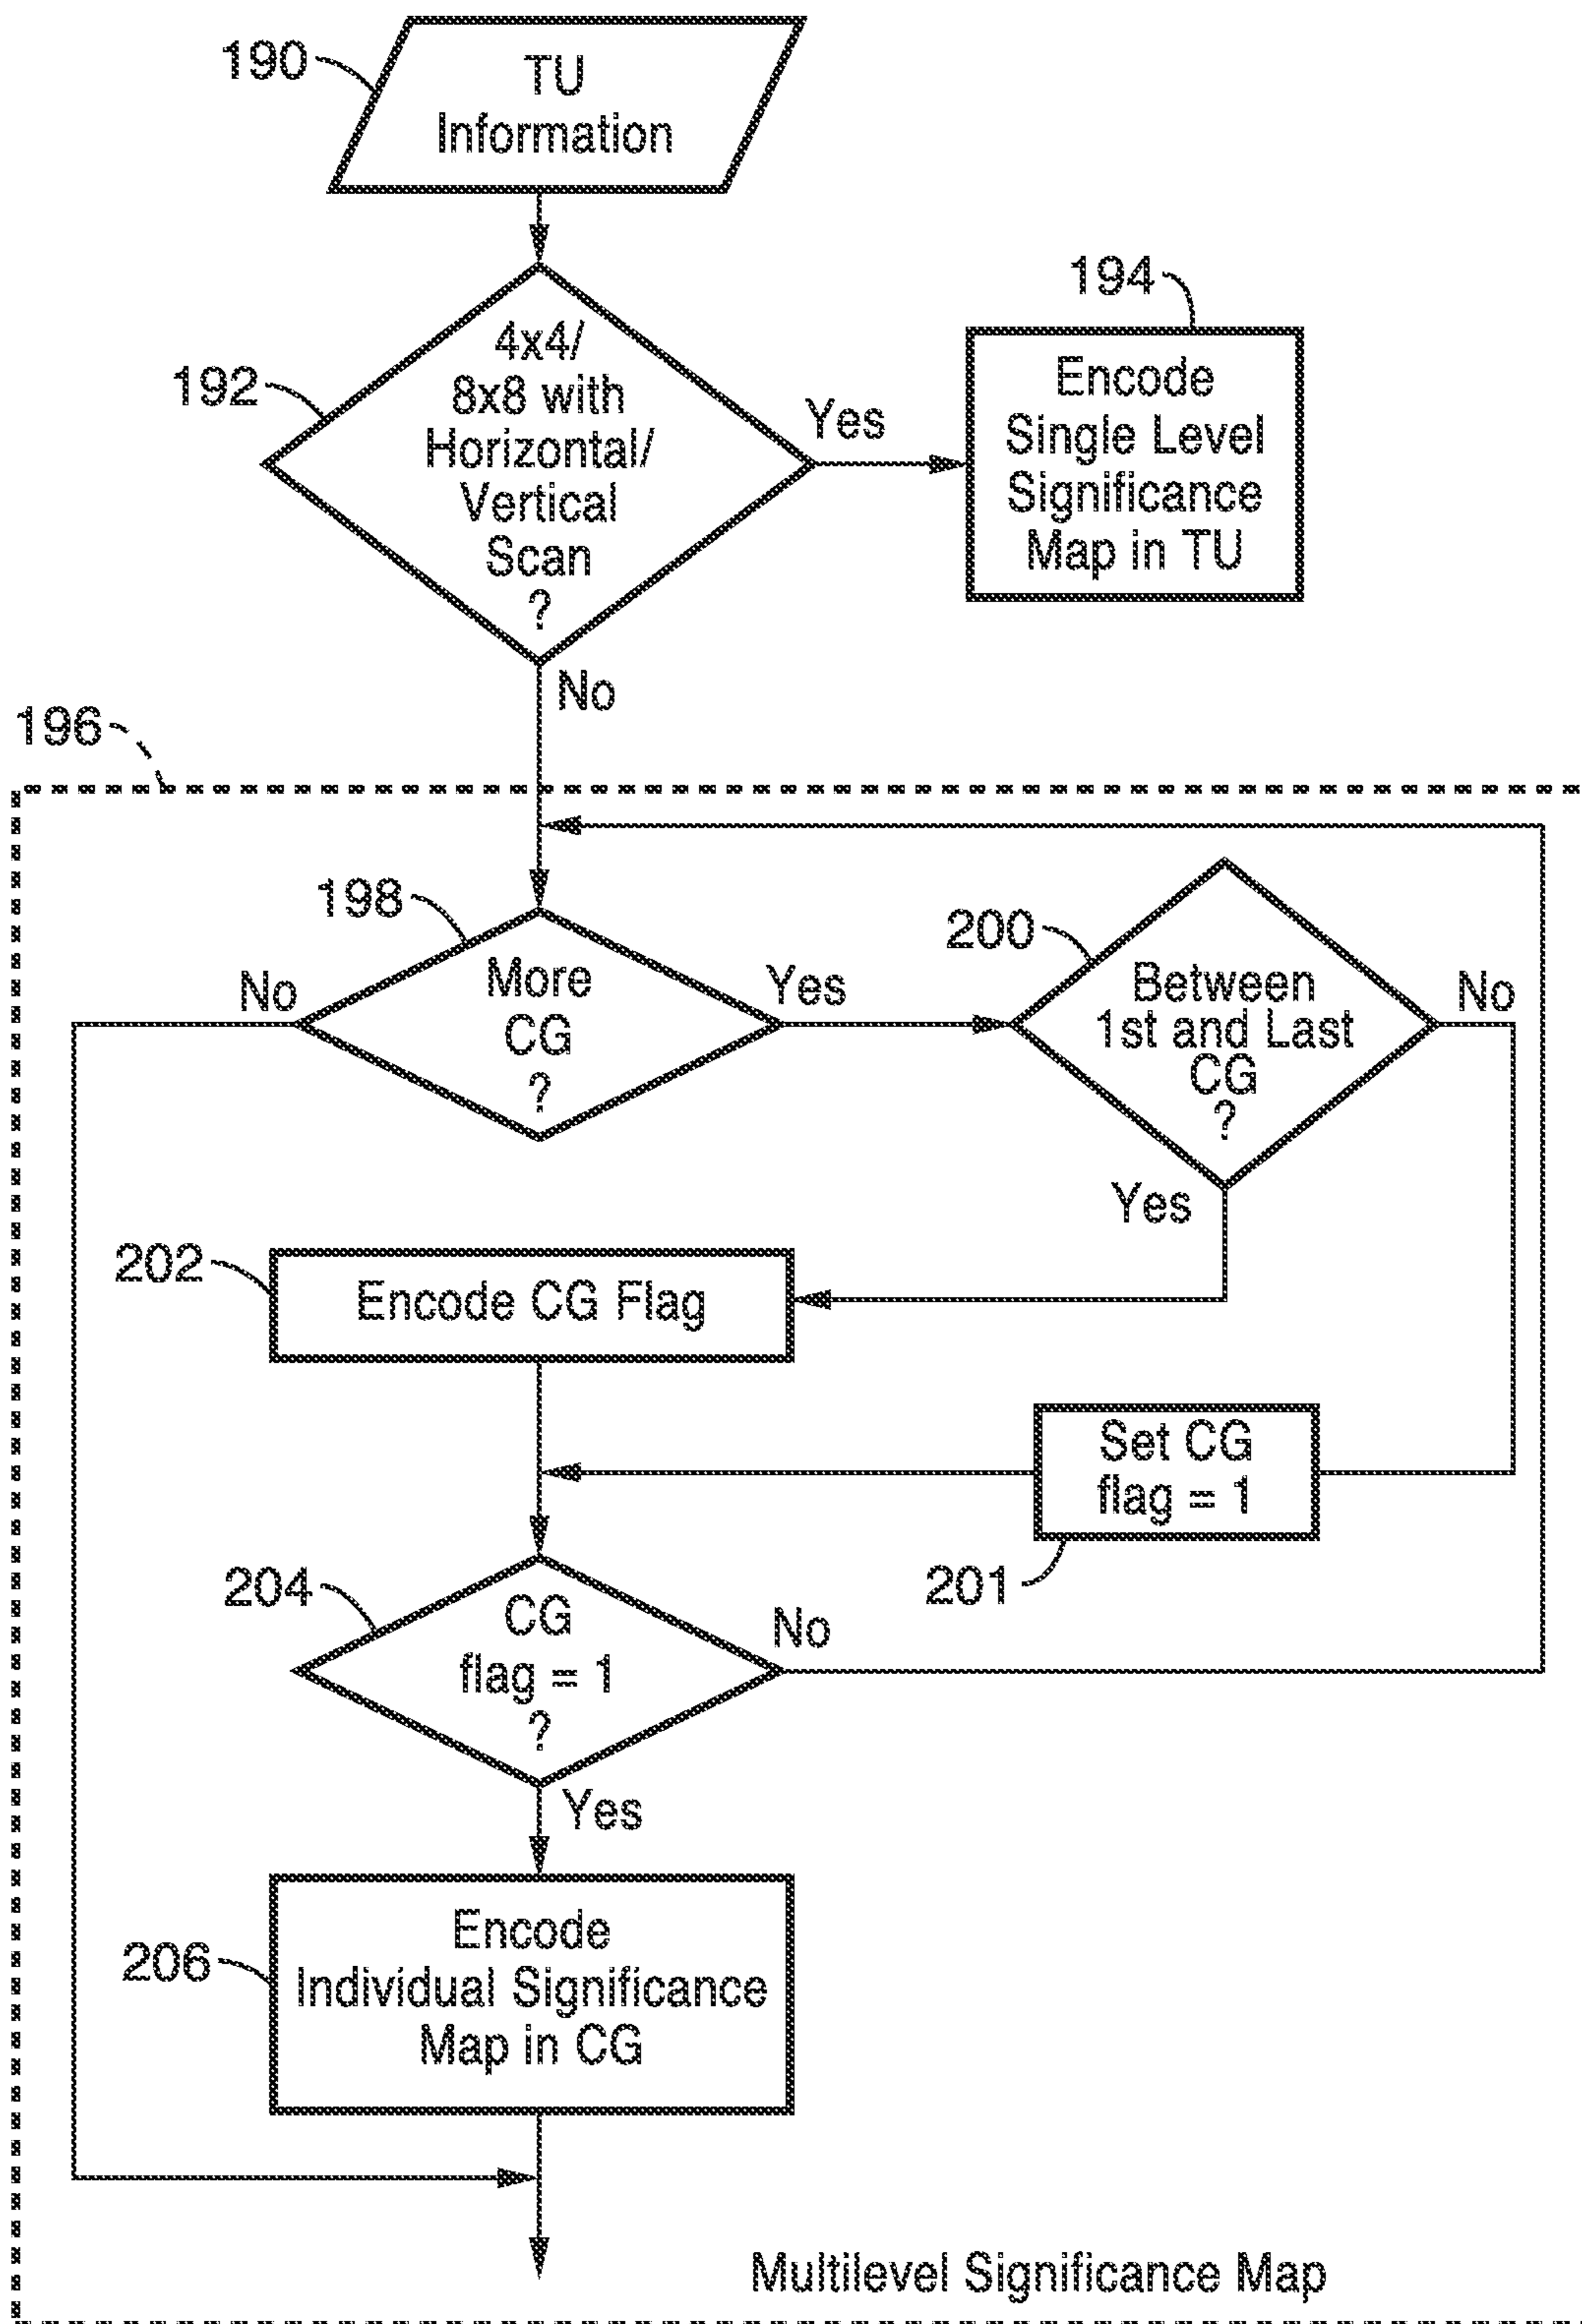 190
TU
Information
192
4x4/
8x8 with
Horizontal/
Vertical
Scan
?
Yes
194
Encode
Single Level
Significance
Map in TU
No
196
198
More
CG
?
No
Yes
200
Between
1st and Last
CG
?
No
Yes
202
Encode CG Flag
Set CG
flag = 1
201
204
CG
flag = 1
?
No
Yes
206
Encode
Individual Significance
Map in CG
Multilevel Significance Map